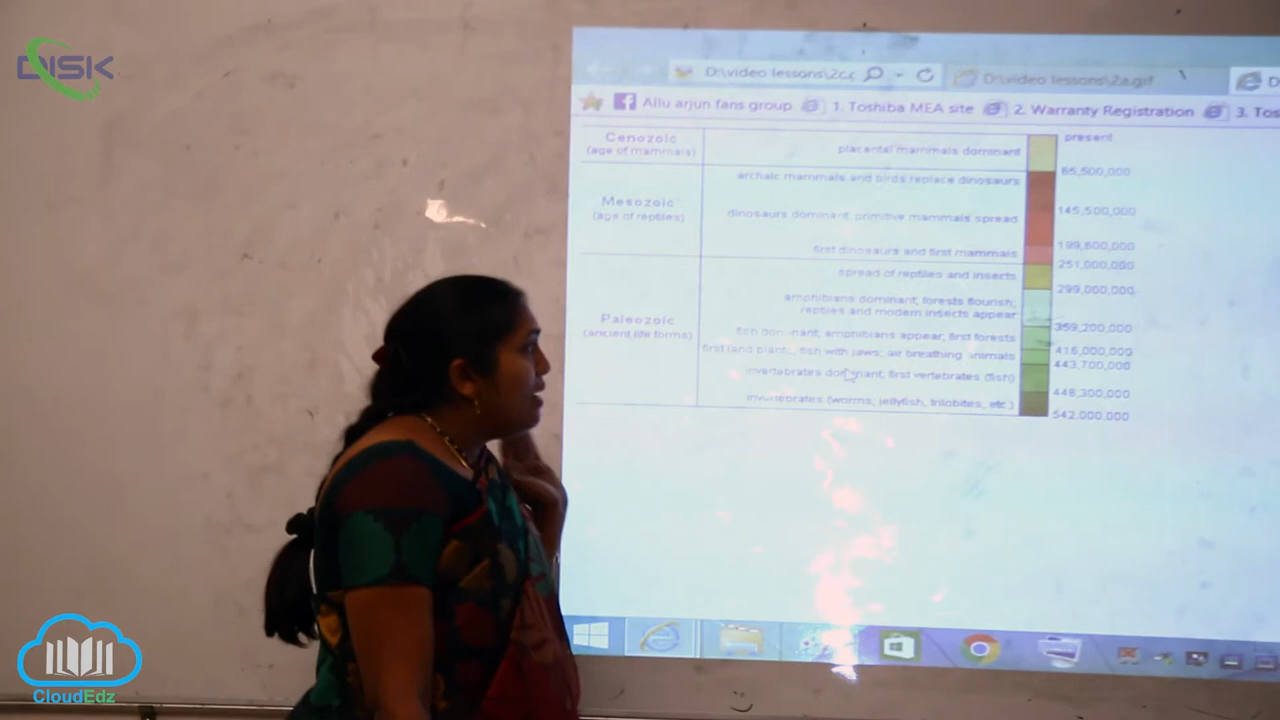 DISK
D:\video lessons\2cc
D:\video lessons\2a.gif
Allu arjun fans group
1. Toshiba MEA site
2. Warranty Registration
3. Tos
Cenozoic
(age of mammals)
placental mammals dominant
present
65,500,000
Mesozoic
(age of reptiles)
archaic mammals and birds replace dinosaurs
145,500,000
dinosaurs dominant; primitive mammals spread
199,600,000
first dinosaurs and first mammals
251,000,000
Paleozoic
(ancient life forms)
spread of reptiles and insects
299,000,000
amphibians dominant; forests flourish;
reptiles and modern insects appear
359,200,000
fish dominant; amphibians appear; first forests
416,000,000
first land plants; fish with jaws; air breathing animals
443,700,000
invertebrates dominant; first vertebrates (fish)
448,300,000
invertebrates (worms, jellyfish, trilobites, etc.)
542,000,000
CloudEdz